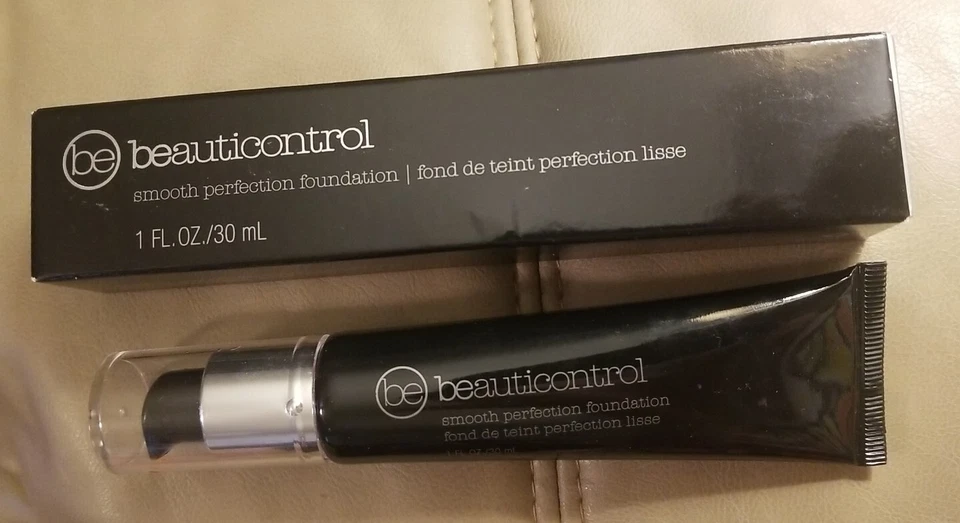 be beauticontrol
smooth perfection foundation | fond de teint perfection lisse
1 FL.OZ./30 mL
be beauticontrol
smooth perfection foundation
fond de teint perfection lisse